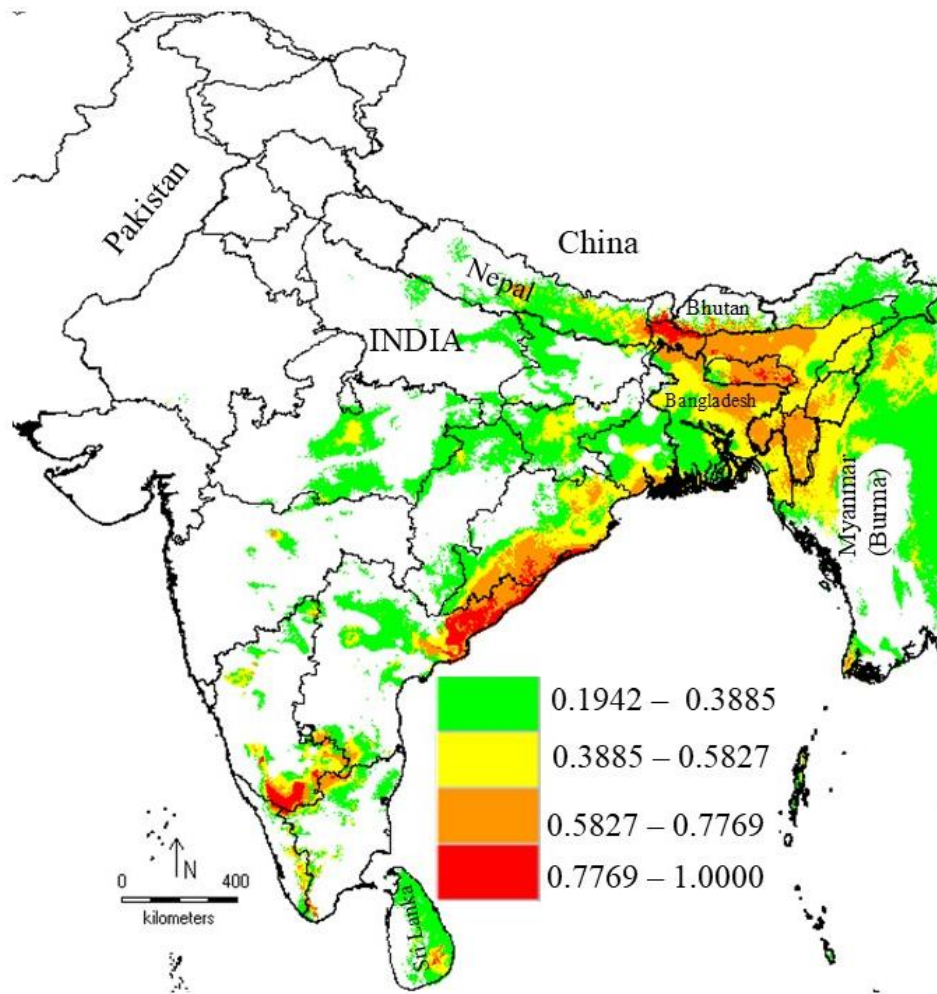 Pakistan
China
Nepal
Bhutan
INDIA
Bangladesh
Myanmar
(Burma)
0.1942 – 0.3885
0.3885 – 0.5827
0.5827 – 0.7769
0.7769 – 1.0000
N
0 400
kilometers
Sri Lanka